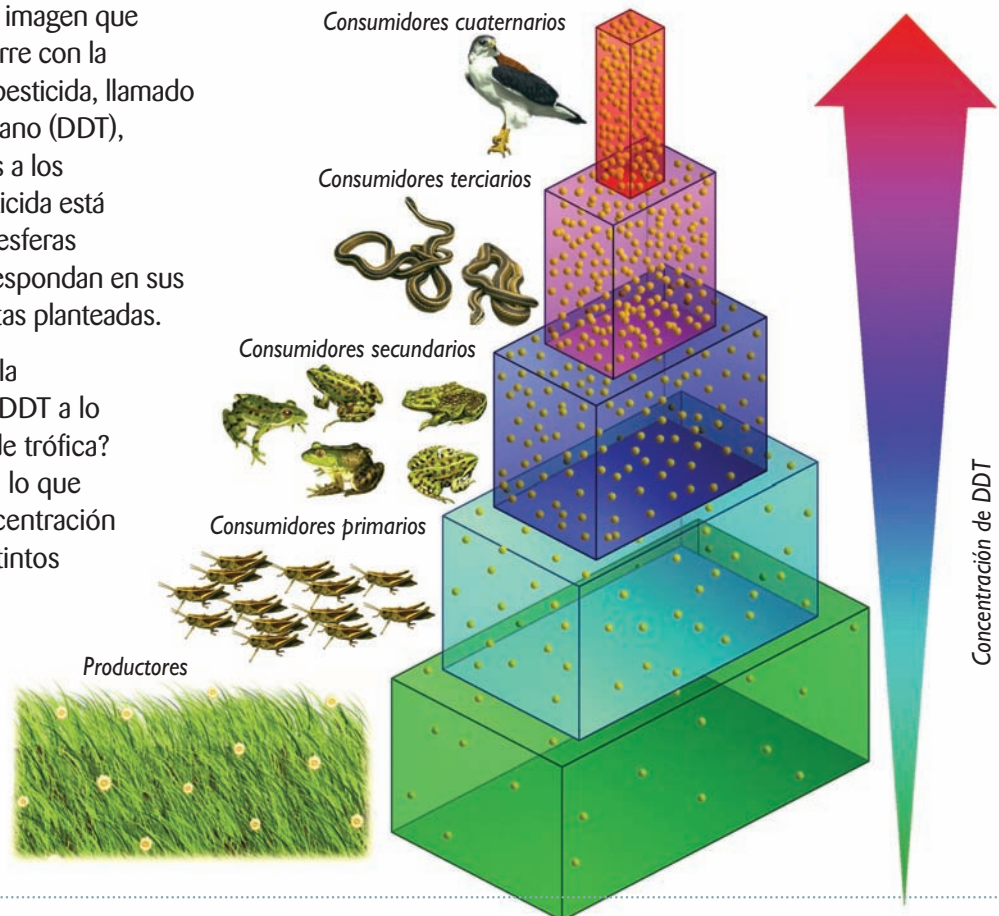 imagen que
rre con la
pesticida, llamado
ano (DDT),
s a los
icida está
esferas
espondan en sus
tas planteadas.
la
DDT a lo
de trófica?
lo que
centración
tintos
Consumidores cuaternarios
Consumidores terciarios
Consumidores secundarios
Consumidores primarios
Productores
Concentración de DDT